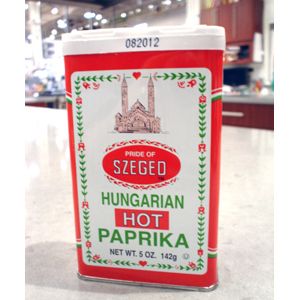 082012
PRIDE OF
SZEGED
HUNGARIAN
HOT
PAPRIKA
NET WT. 5 OZ. 142g